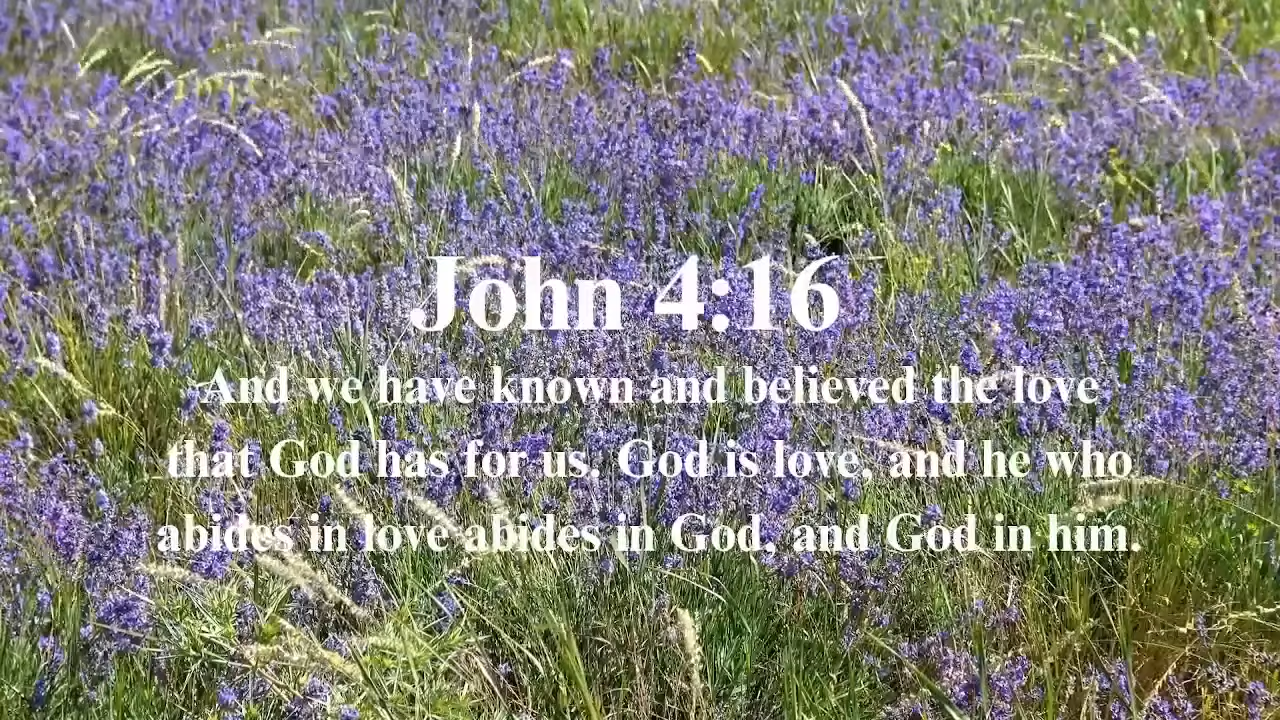 John 4:16
And we have known and believed the love
that God has for us. God is love, and he who
abides in love abides in God, and God in him.